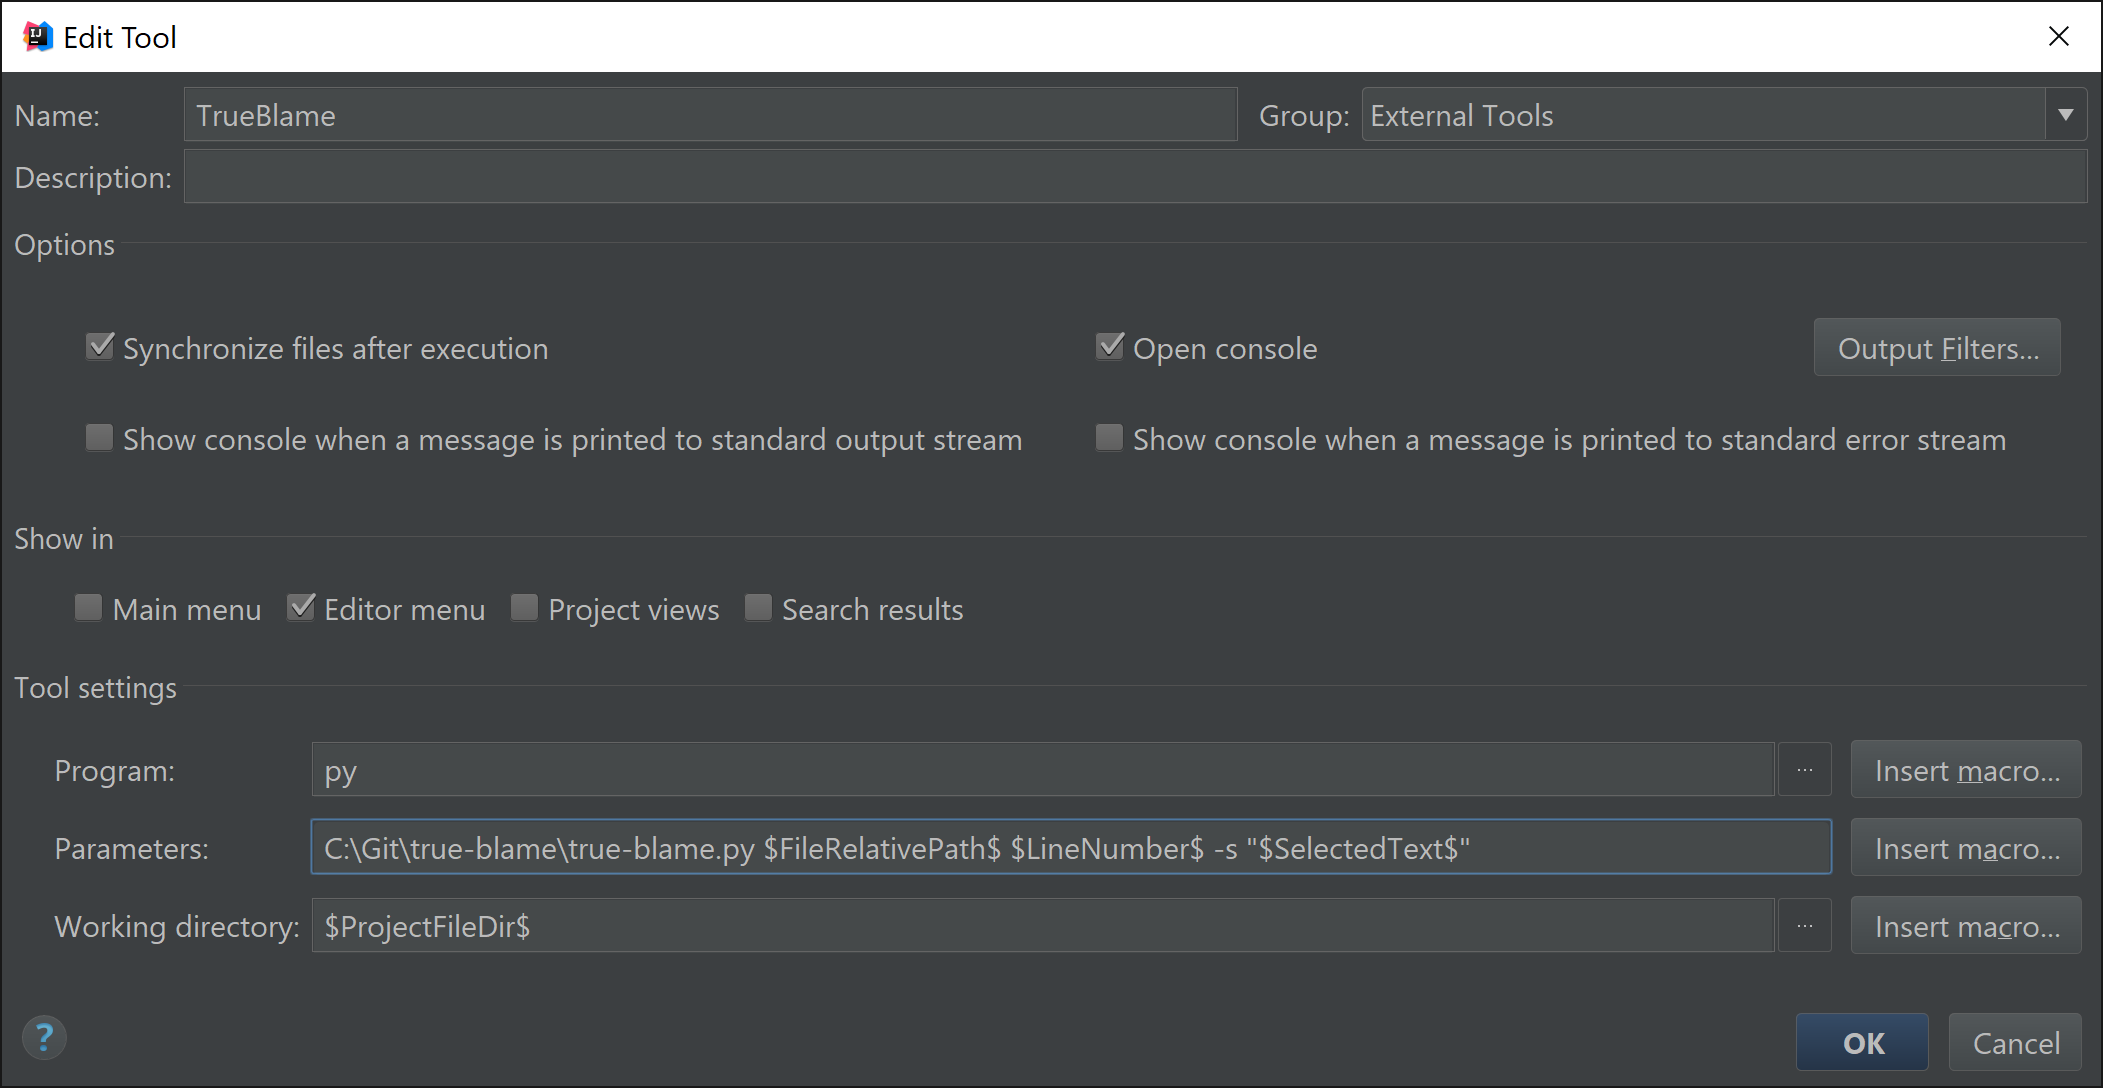 Edit Tool
Name: TrueBlame Group: External Tools
Description:
Options
Synchronize files after execution Open console Output Filters...
Show console when a message is printed to standard output stream Show console when a message is printed to standard error stream
Show in
Main menu Editor menu Project views Search results
Tool settings
Program: py ... Insert macro...
Parameters: C:\Git\true-blame\true-blame.py $FileRelativePath$ $LineNumber$ -s "$SelectedText$" Insert macro...
Working directory: $ProjectFileDir$ ... Insert macro...
? OK Cancel